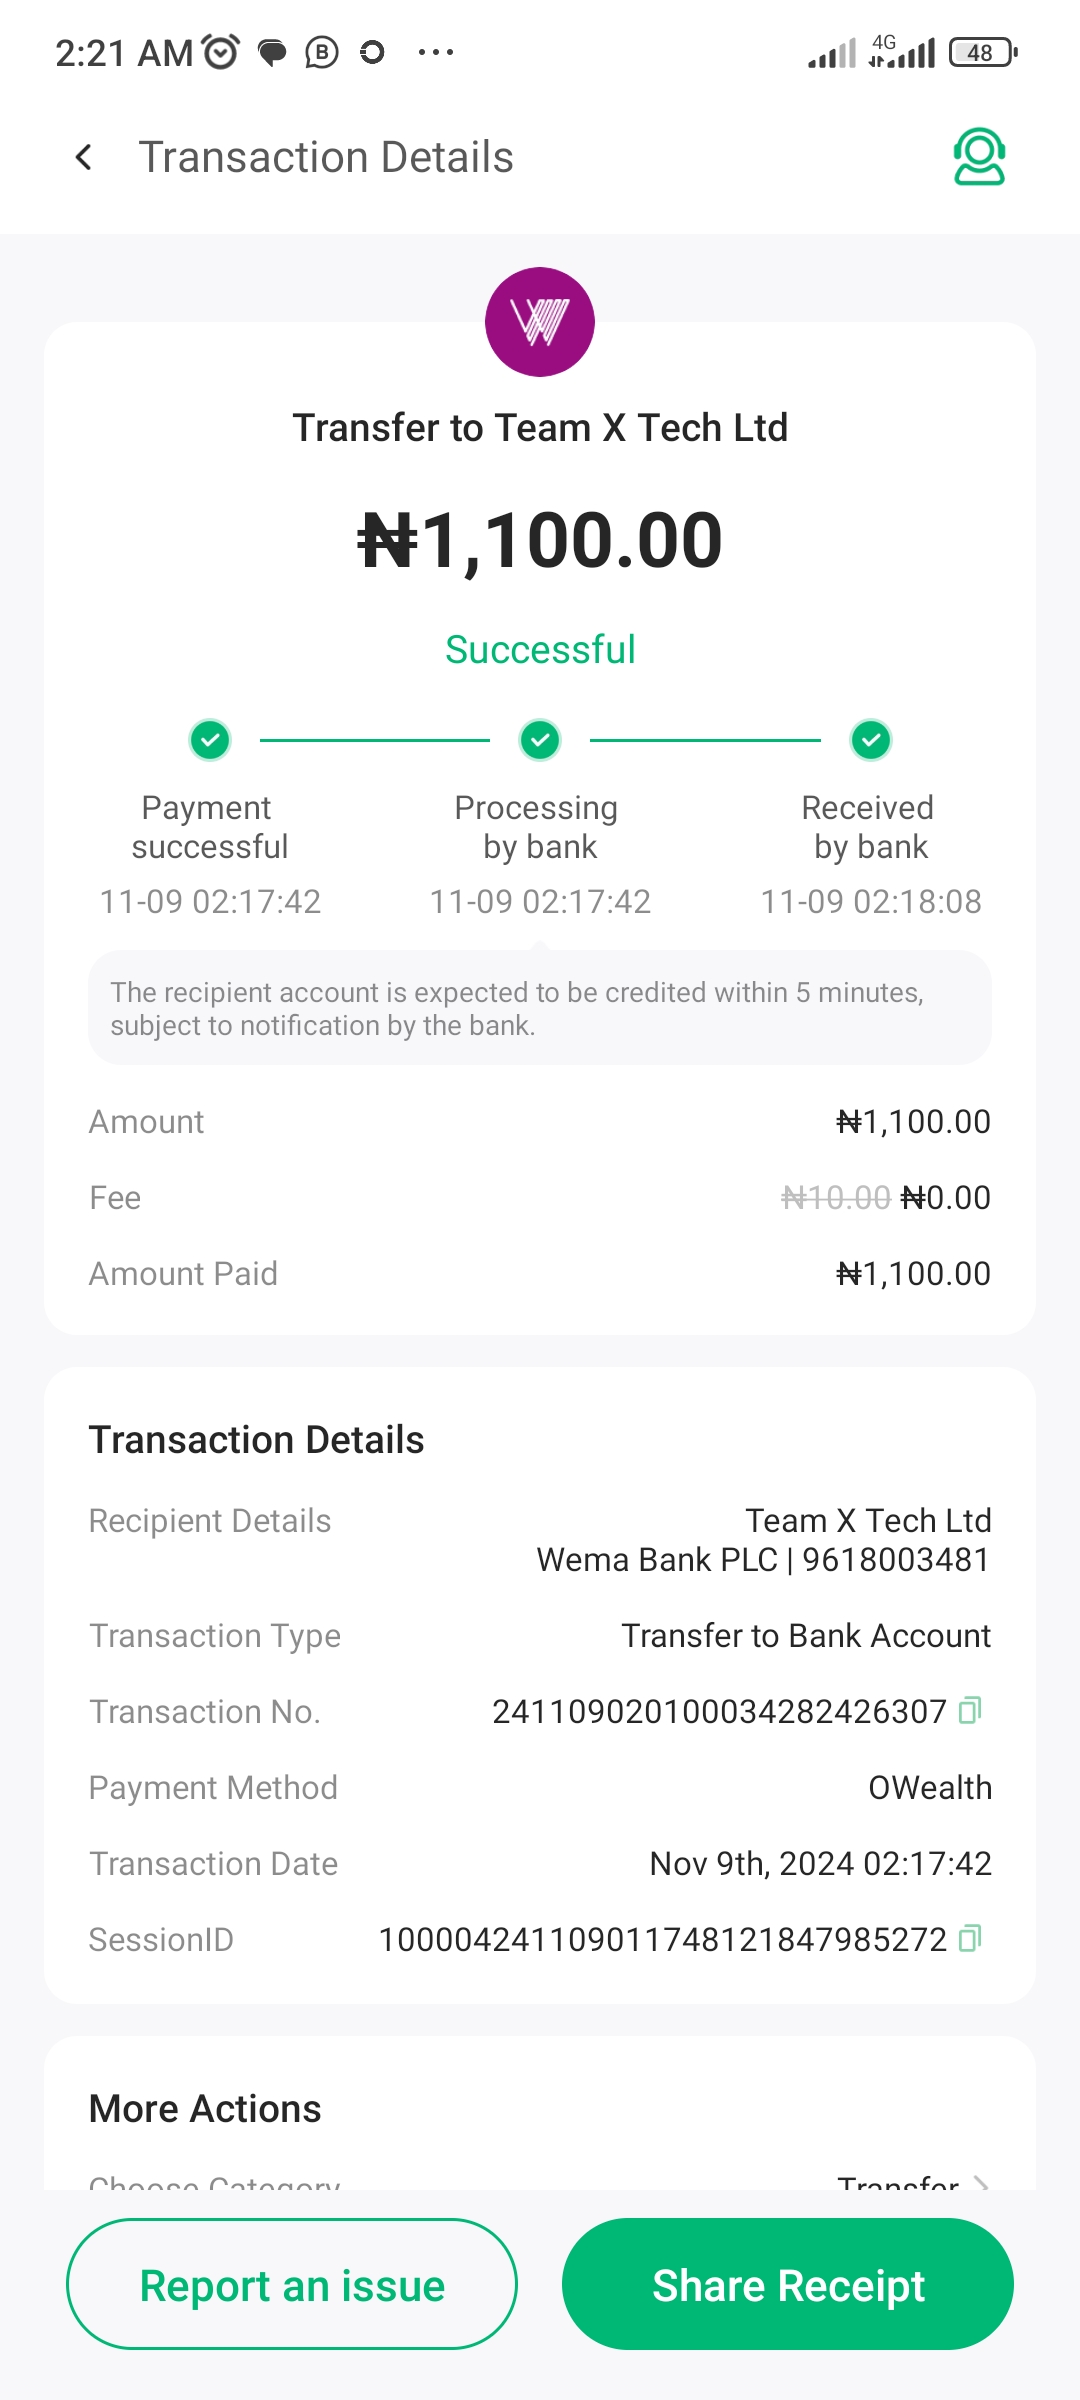 2:21 AM
4G
48
Transaction Details
Transfer to Team X Tech Ltd
₦1,100.00
Successful
Payment successful
Processing by bank
Received by bank
11-09 02:17:42
11-09 02:17:42
11-09 02:18:08
The recipient account is expected to be credited within 5 minutes,
subject to notification by the bank.
Amount ₦1,100.00
Fee ₦10.00 ₦0.00
Amount Paid ₦1,100.00
Transaction Details
Recipient Details Team X Tech Ltd
Wema Bank PLC | 9618003481
Transaction Type Transfer to Bank Account
Transaction No. 241109020100034282426307
Payment Method OWealth
Transaction Date Nov 9th, 2024 02:17:42
SessionID 100004241109011748121847985272
More Actions
Choose Category Transfer
Report an issue
Share Receipt